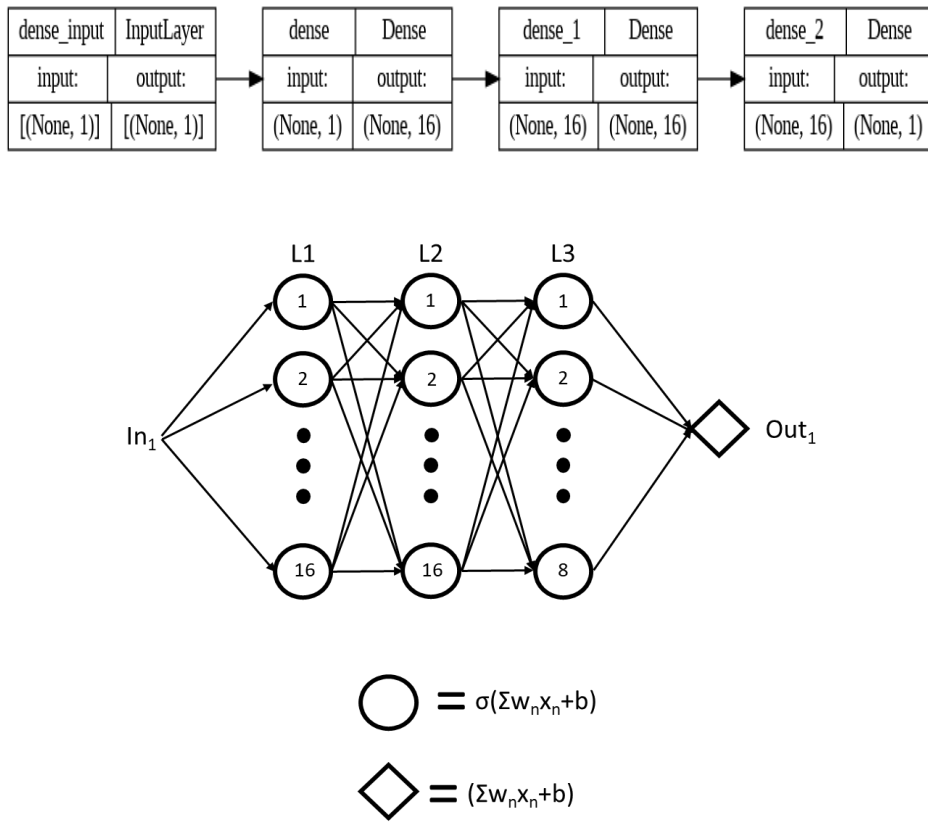 dense_input InputLayer
input: output:
[(None, 1)] [(None, 1)]
dense Dense
input: output:
(None, 1) (None, 16)
dense_1 Dense
input: output:
(None, 16) (None, 16)
dense_2 Dense
input: output:
(None, 16) (None, 1)
L1 L2 L3
1 1 1
2 2 2
In₁ Out₁
16 16 8
= σ(Σwₙxₙ+b)
= (Σwₙxₙ+b)